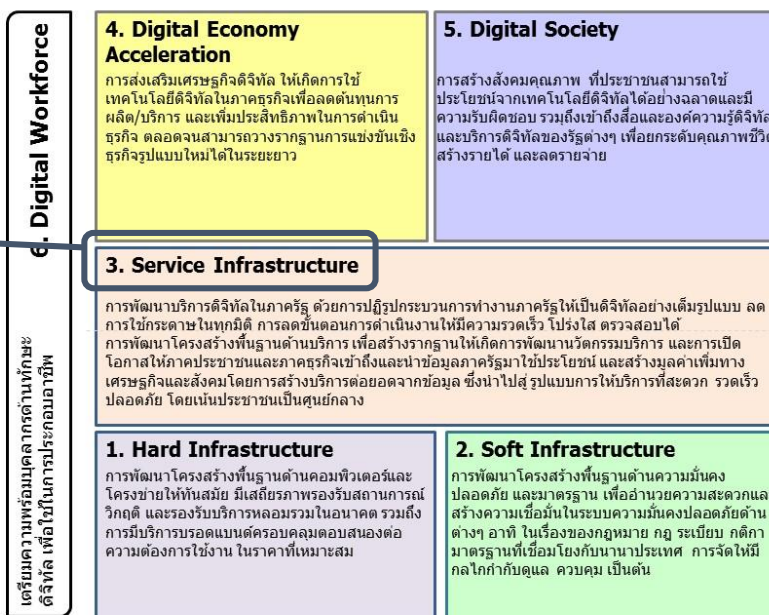 6. Digital Workforce
เตรียมความพร้อมบุคลากรด้านทักษะ
ดิจิทัล เพื่อใช้ในการประกอบอาชีพ
4. Digital Economy
Acceleration
การส่งเสริมเศรษฐกิจดิจิทัล ให้เกิดการใช้
เทคโนโลยีดิจิทัลในภาคธุรกิจเพื่อลดต้นทุนการ
ผลิต/บริการ และเพิ่มประสิทธิภาพในการดำเนิน
ธุรกิจ ตลอดจนสามารถวางรากฐานการแข่งขันเชิง
ธุรกิจรูปแบบใหม่ได้ในระยะยาว
5. Digital Society
การสร้างสังคมคุณภาพ ที่ประชาชนสามารถใช้
ประโยชน์จากเทคโนโลยีดิจิทัลได้อย่างฉลาดและมี
ความรับผิดชอบ รวมถึงเข้าถึงสื่อและองค์ความรู้ดิจิทัล
และบริการดิจิทัลของรัฐต่างๆ เพื่อยกระดับคุณภาพชีวิต
สร้างรายได้ และลดรายจ่าย
3. Service Infrastructure
การพัฒนาบริการดิจิทัลในภาครัฐ ด้วยการปฏิรูปกระบวนการทำงานภาครัฐให้เป็นดิจิทัลอย่างเต็มรูปแบบ ลด
การใช้กระดาษในทุกมิติ การลดขั้นตอนการดำเนินงานให้มีความรวดเร็ว โปร่งใส ตรวจสอบได้
การพัฒนาโครงสร้างพื้นฐานด้านบริการ เพื่อสร้างรากฐานให้เกิดการพัฒนานวัตกรรมบริการ และการเปิด
โอกาสให้ภาคประชาชนและภาคธุรกิจเข้าถึงและนำข้อมูลภาครัฐมาใช้ประโยชน์ และสร้างมูลค่าเพิ่มทาง
เศรษฐกิจและสังคมโดยการสร้างบริการต่อยอดจากข้อมูล ซึ่งนำไปสู่รูปแบบการให้บริการที่สะดวก รวดเร็ว
ปลอดภัย โดยเน้นประชาชนเป็นศูนย์กลาง
1. Hard Infrastructure
การพัฒนาโครงสร้างพื้นฐานด้านคอมพิวเตอร์และ
โครงข่ายให้ทันสมัย มีเสถียรภาพรองรับสถานการณ์
วิกฤติ และรองรับบริการหลอมรวมในอนาคต รวมถึง
การมีบริการบรอดแบนด์ครอบคลุมตอบสนองต่อ
ความต้องการใช้งาน ในราคาที่เหมาะสม
2. Soft Infrastructure
การพัฒนาโครงสร้างพื้นฐานด้านความมั่นคง
ปลอดภัย และมาตรฐาน เพื่ออำนวยความสะดวกแล
สร้างความเชื่อมั่นในระบบความมั่นคงปลอดภัยด้าน
ต่างๆ อาทิ ในเรื่องของกฎหมาย กฎ ระเบียบ กติกา
มาตรฐานที่เชื่อมโยงกับนานาประเทศ การจัดให้มี
กลไกกำกับดูแล ควบคุม เป็นต้น